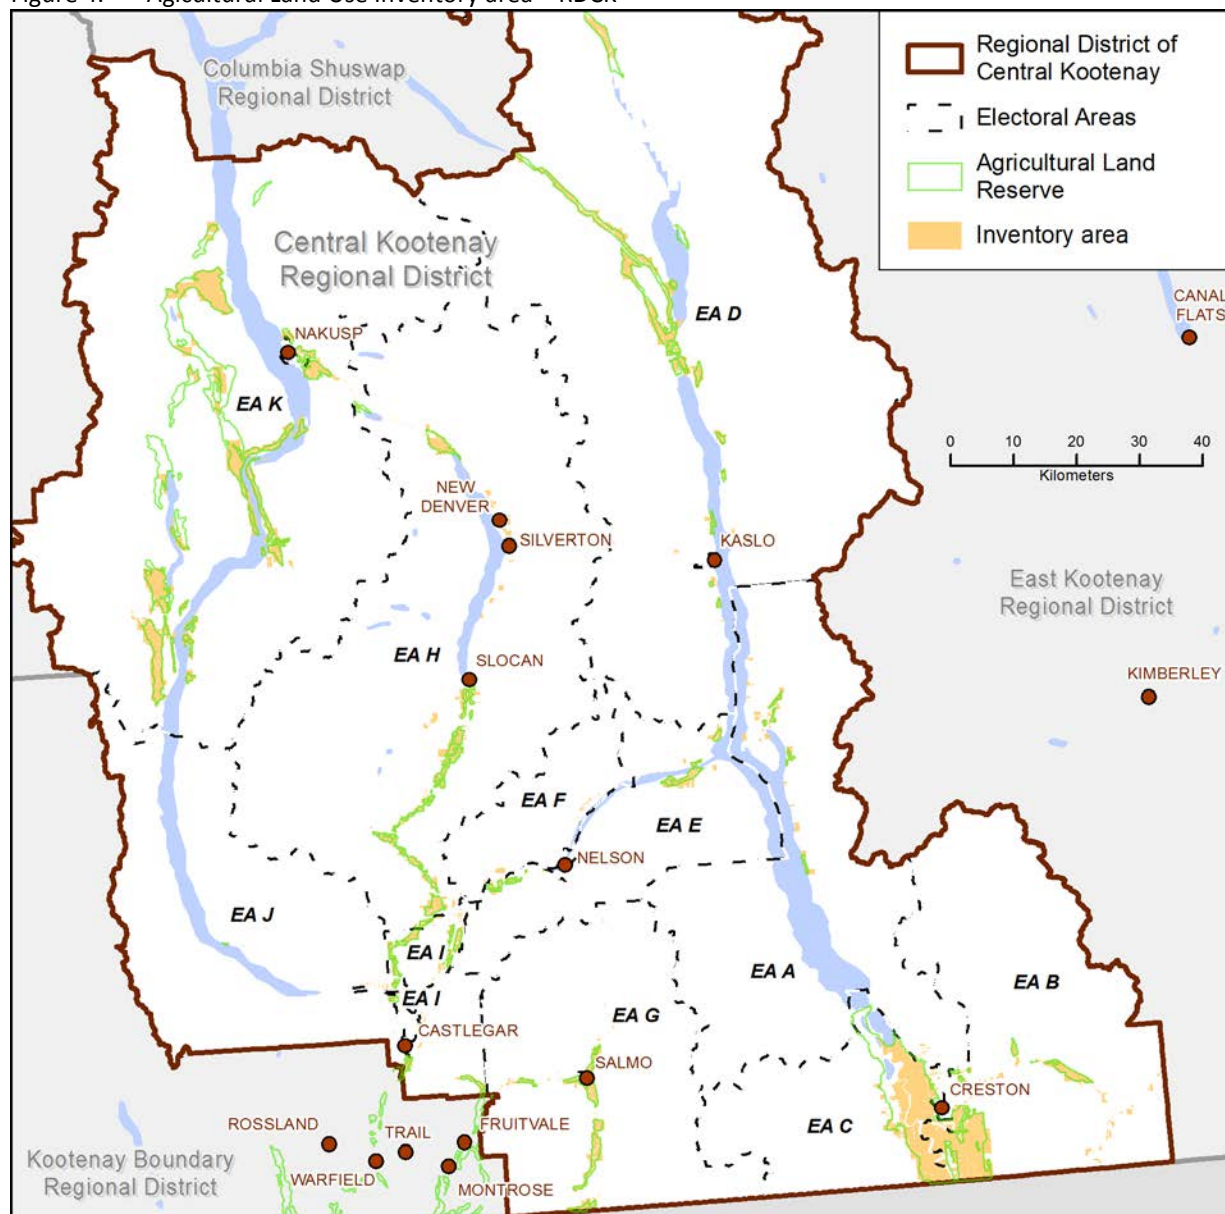 Columbia Shuswap
Regional District
Regional District of
Central Kootenay
Electoral Areas
Agricultural Land
Reserve
Inventory area
Central Kootenay
Regional District
CANAL
FLATS
EA D
NAKUSP
EA K
0 10 20 30 40
Kilometers
NEW
DENVER
SILVERTON
KASLO
East Kootenay
Regional District
EA H
SLOCAN
KIMBERLEY
EA F
EA E
NELSON
EA J
EA I
EA A
EA B
EA I
EA G
CASTLEGAR
SALMO
CRESTON
EA C
ROSSLAND
TRAIL
FRUITVALE
WARFIELD
MONTROSE
Kootenay Boundary
Regional District